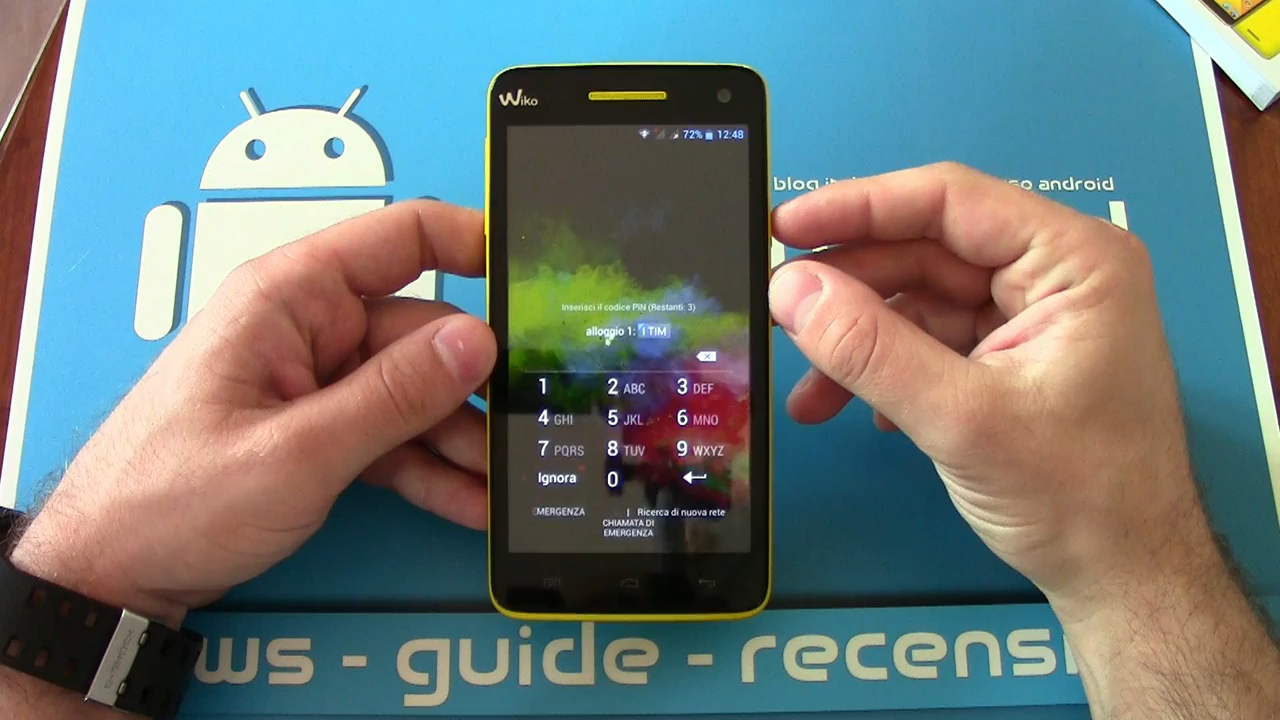 Wiko
72% 12:48
blog
android
Inserisci il codice PIN (Restanti: 3)
alloggio 1: I TIM
1 2 ABC 3 DEF
4 GHI 5 JKL 6 MNO
7 PQRS 8 TUV 9 WXYZ
Ignora 0
EMERGENZA | Ricerca di nuova rete
CHIAMATA DI
EMERGENZA
ws - guide - recensi